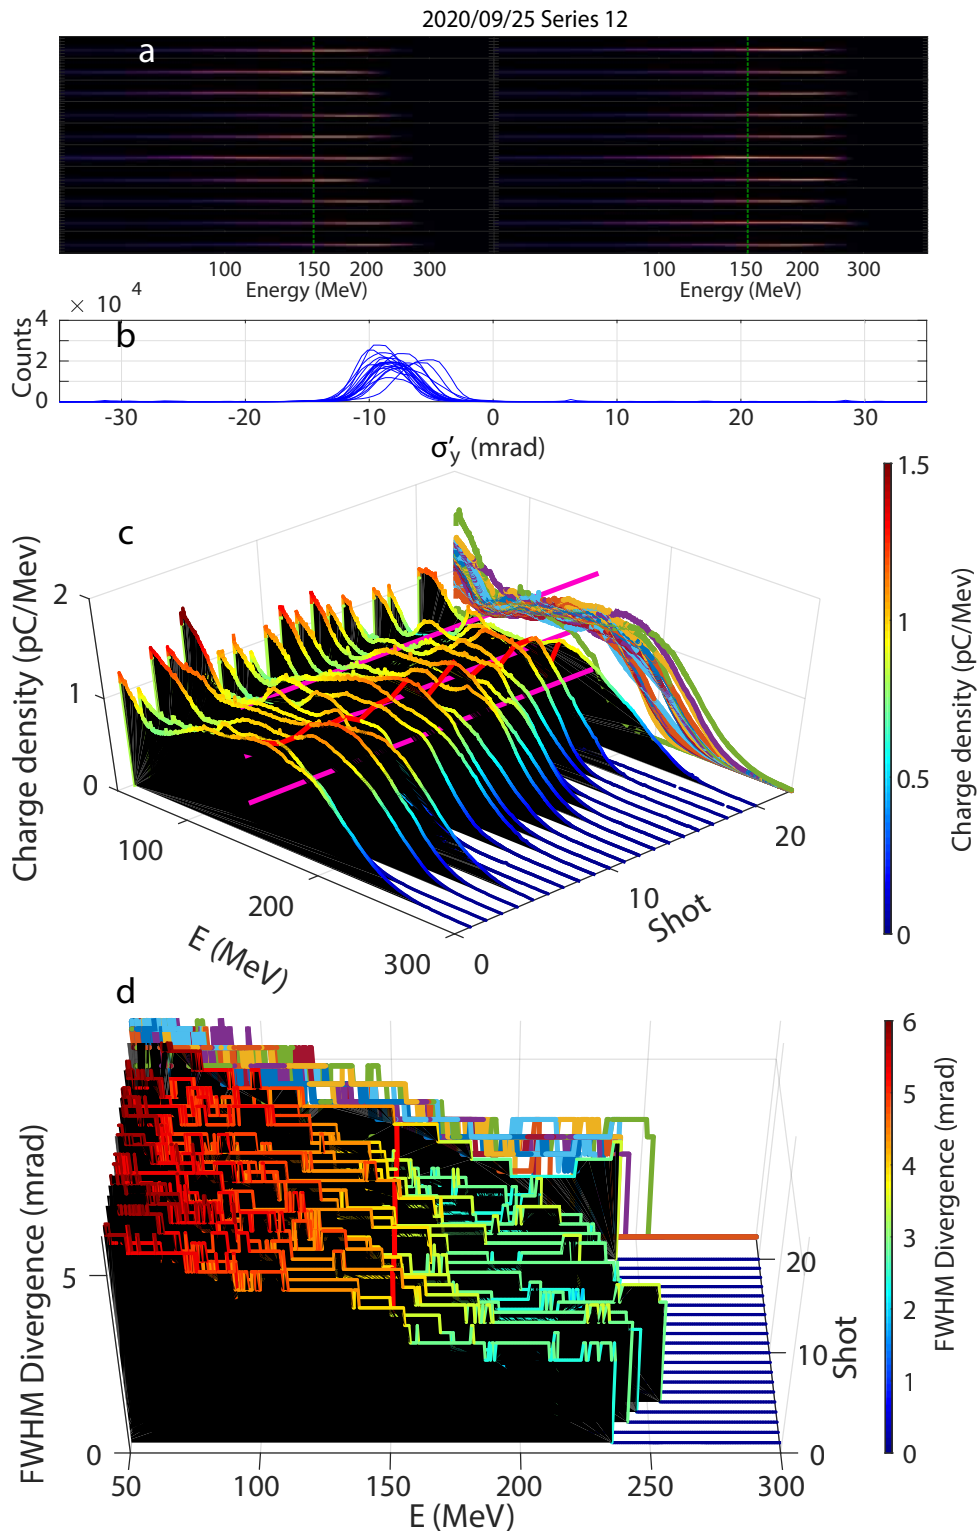 2020/09/25 Series 12
a
100 150 200 300 100 150 200 300
Energy (MeV) Energy (MeV)
× 10 4
b
Counts
4
2
0
-30 -20 -10 0 10 20 30
σ′y (mrad)
c
Charge density (pC/Mev)
2
1
0
100
200
300
E (MeV)
0
10
20
Shot
1.5
1
0.5
0
Charge density (pC/Mev)
d
FWHM Divergence (mrad)
5
0
50 100 150 200 250 300
E (MeV)
20
10
0
Shot
6
5
4
3
2
1
0
FWHM Divergence (mrad)